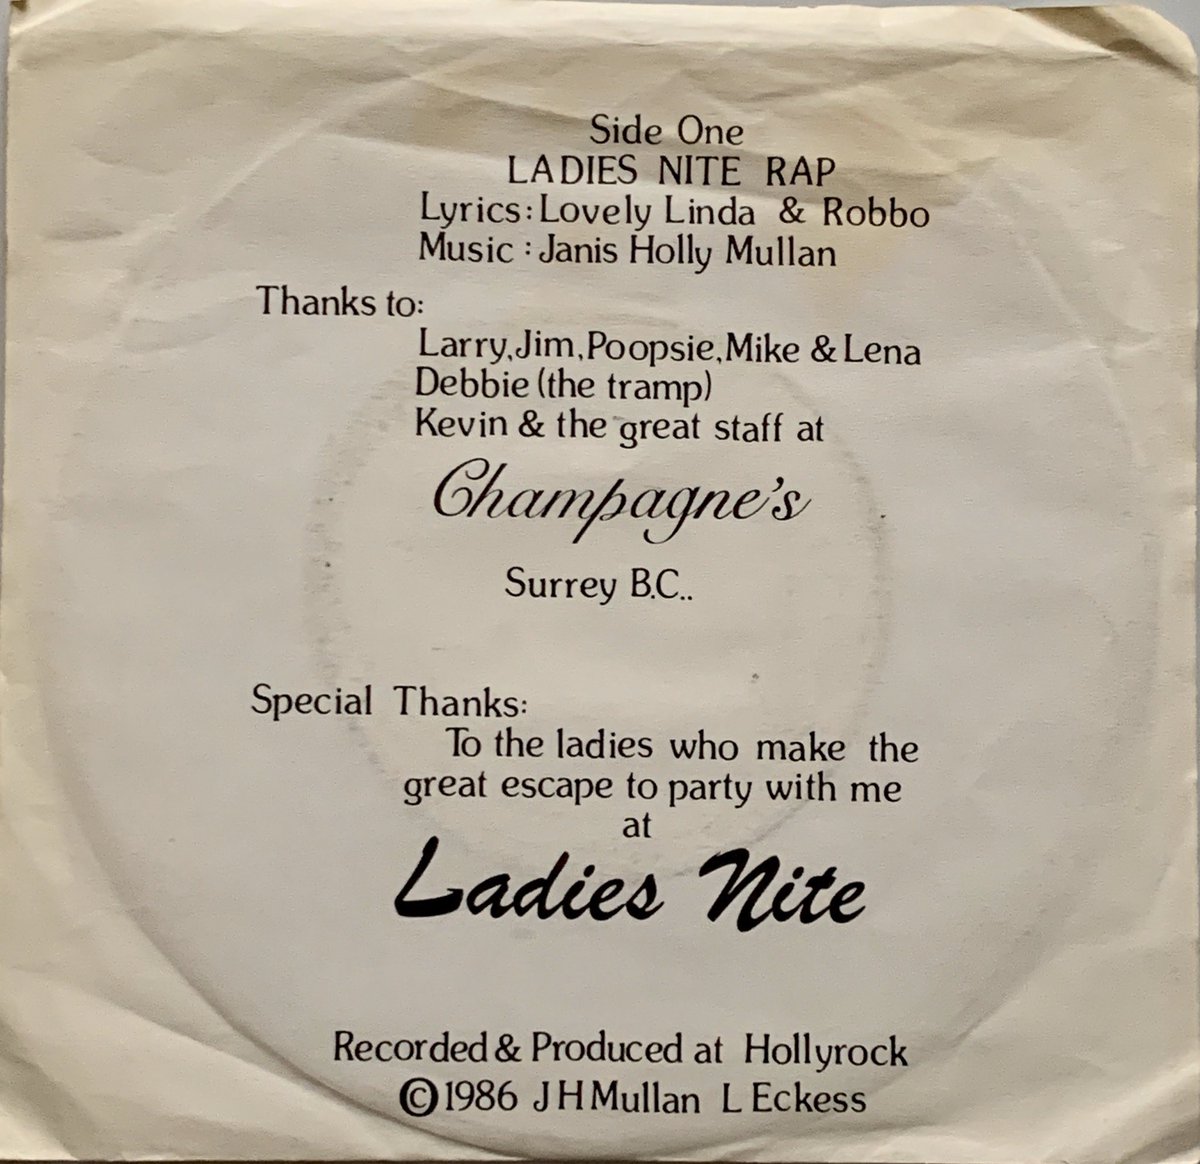 Side One
LADIES NITE RAP
Lyrics: Lovely Linda & Robbo
Music: Janis Holly Mullan
Thanks to:
Larry, Jim, Poopsie, Mike & Lena
Debbie (the tramp)
Kevin & the great staff at
Champagne's
Surrey B.C..
Special Thanks:
To the ladies who make the
great escape to party with me
at
Ladies Nite
Recorded & Produced at Hollyrock
©1986 J H Mullan L Eckess